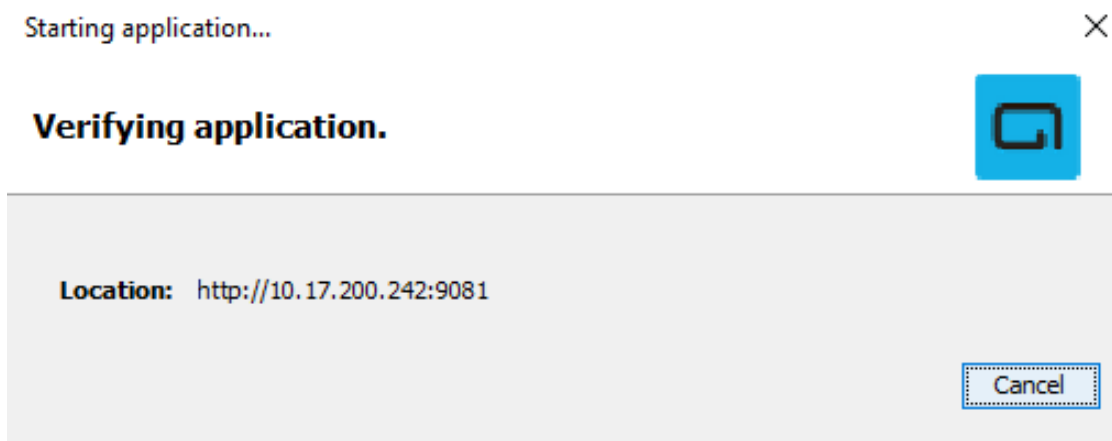 Starting application...
Verifying application.
Location: http://10.17.200.242:9081
Cancel